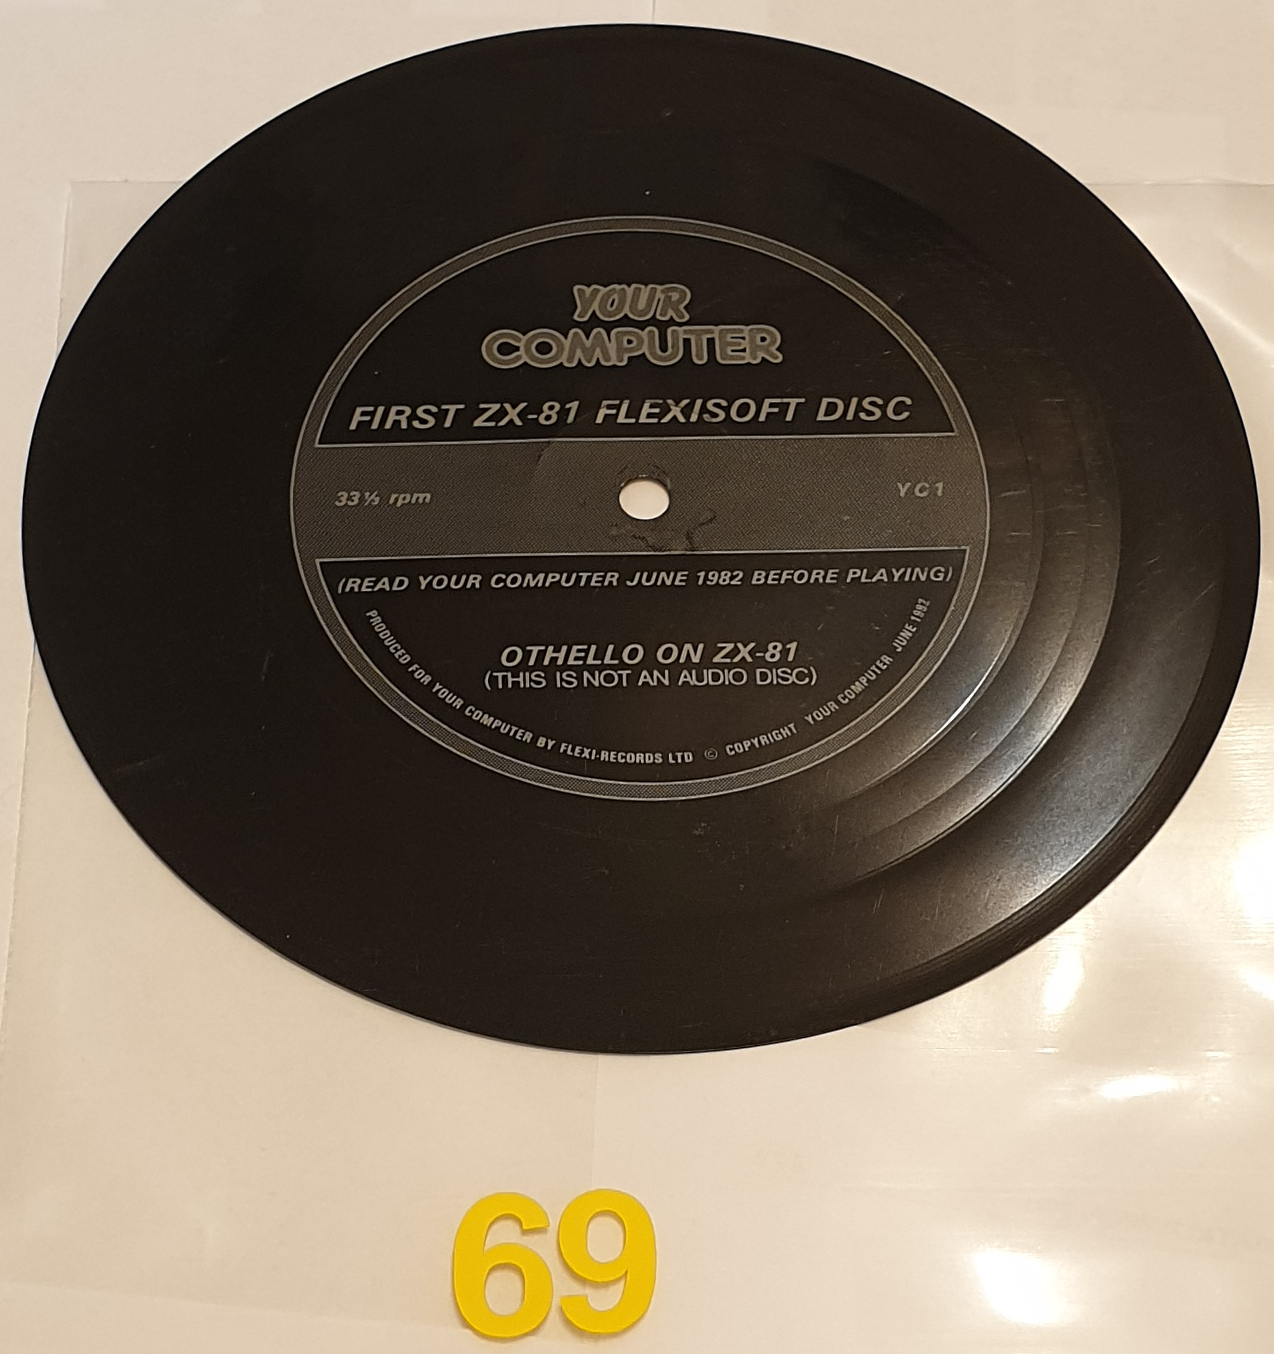 YOUR
COMPUTER
FIRST ZX-81 FLEXISOFT DISC
33⅓ rpm
YC1
(READ YOUR COMPUTER JUNE 1982 BEFORE PLAYING)
OTHELLO ON ZX-81
(THIS IS NOT AN AUDIO DISC)
PRODUCED FOR YOUR COMPUTER BY FLEXI-RECORDS LTD © COPYRIGHT YOUR COMPUTER JUNE 1982
69